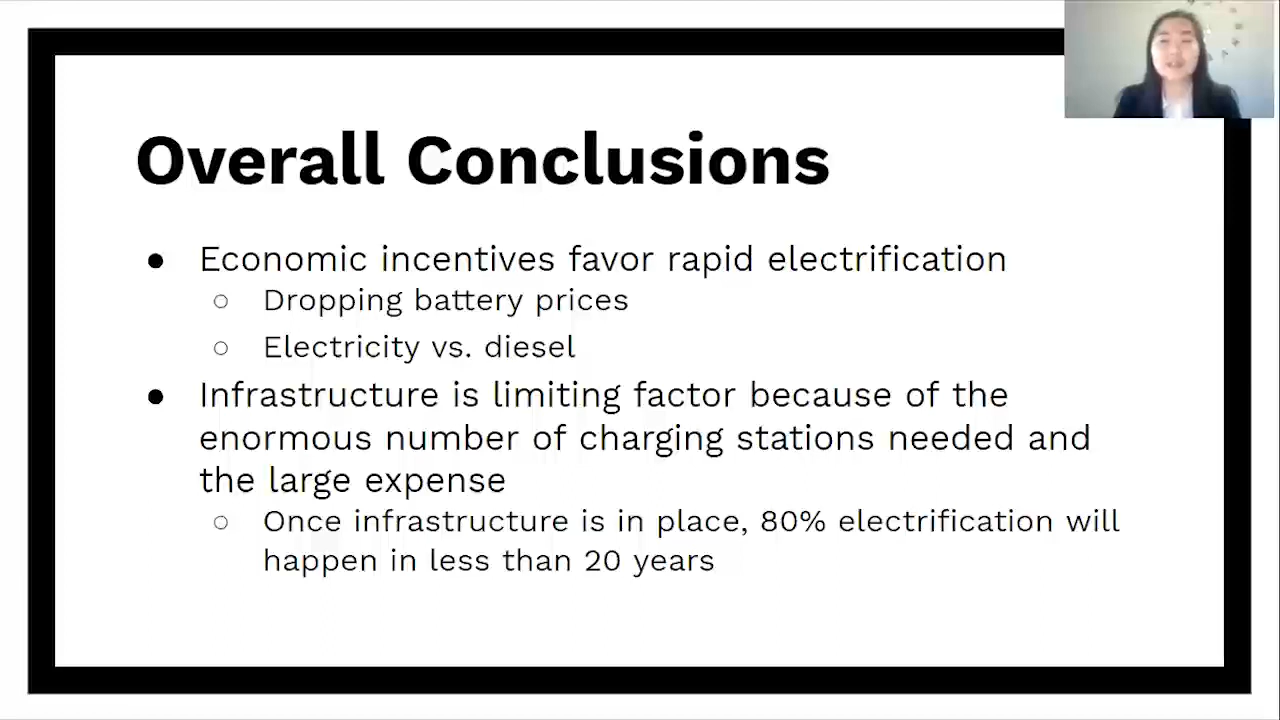 Overall Conclusions
● Economic incentives favor rapid electrification
○ Dropping battery prices
○ Electricity vs. diesel
● Infrastructure is limiting factor because of the
enormous number of charging stations needed and
the large expense
○ Once infrastructure is in place, 80% electrification will
happen in less than 20 years